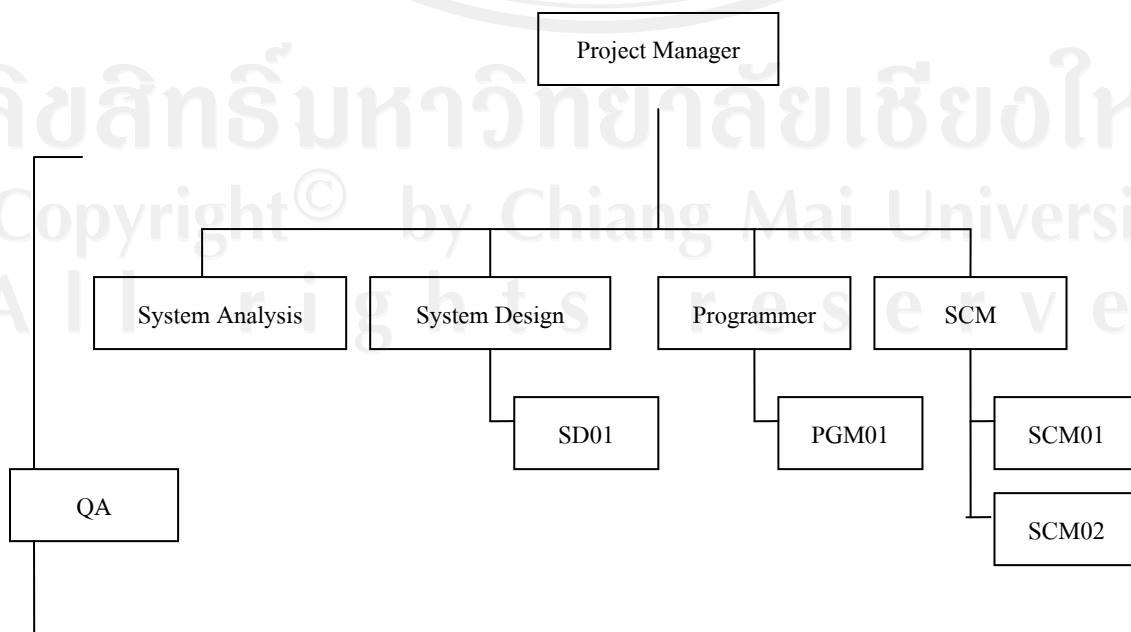 Project Manager
ลิขสิทธิ์มหาวิทยาลัยเชียงให
Copyright© by Chiang Mai Universi
All rights reserve
System Analysis
System Design
Programmer
SCM
SD01
PGM01
SCM01
QA
SCM02